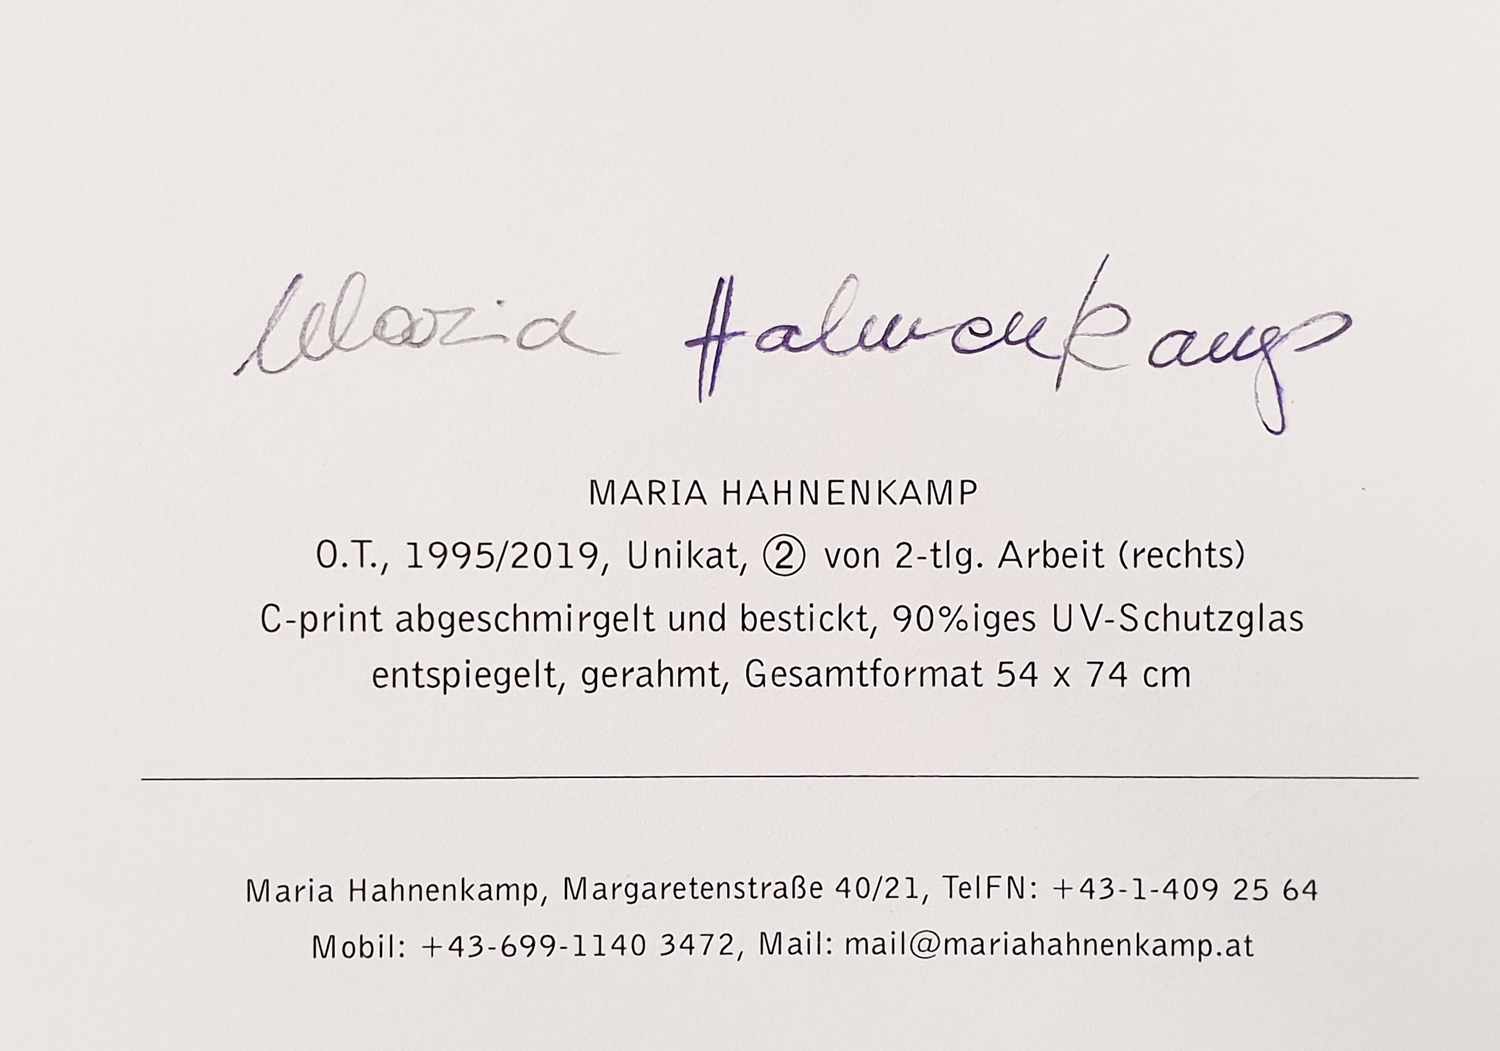 Maria Hahnenkamp
MARIA HAHNENKAMP
O.T., 1995/2019, Unikat, ② von 2-tlg. Arbeit (rechts)
C-print abgeschmirgelt und bestickt, 90%iges UV-Schutzglas
entspiegelt, gerahmt, Gesamtformat 54 x 74 cm
Maria Hahnenkamp, Margaretenstraße 40/21, TelFN: +43-1-409 25 64
Mobil: +43-699-1140 3472, Mail: mail@mariahahnenkamp.at